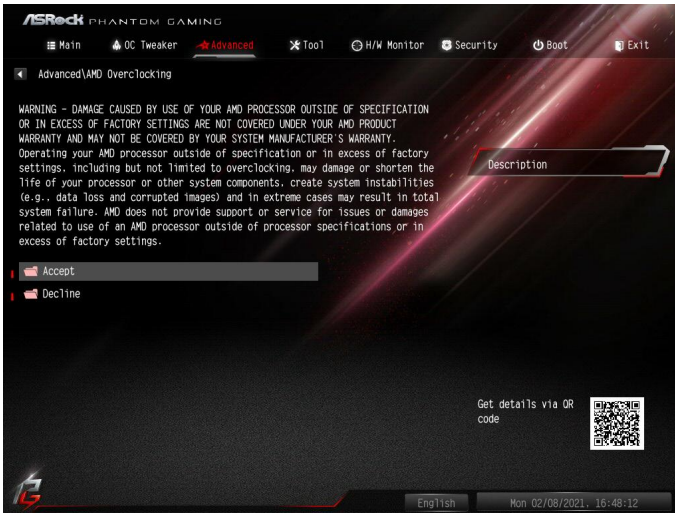 ASRock PHANTOM GAMING
Main OC Tweaker Advanced Tool H/W Monitor Security Boot Exit
Advanced\AMD Overclocking
WARNING - DAMAGE CAUSED BY USE OF YOUR AMD PROCESSOR OUTSIDE OF SPECIFICATION
OR IN EXCESS OF FACTORY SETTINGS ARE NOT COVERED UNDER YOUR AMD PRODUCT
WARRANTY AND MAY NOT BE COVERED BY YOUR SYSTEM MANUFACTURER'S WARRANTY.
Operating your AMD processor outside of specification or in excess of factory
settings, including but not limited to overclocking, may damage or shorten the
life of your processor or other system components, create system instabilities
(e.g., data loss and corrupted images) and in extreme cases may result in total
system failure. AMD does not provide support or service for issues or damages
related to use of an AMD processor outside of processor specifications or in
excess of factory settings.
Description
Accept
Decline
Get details via QR
code
English
Mon 02/08/2021, 16:48:12